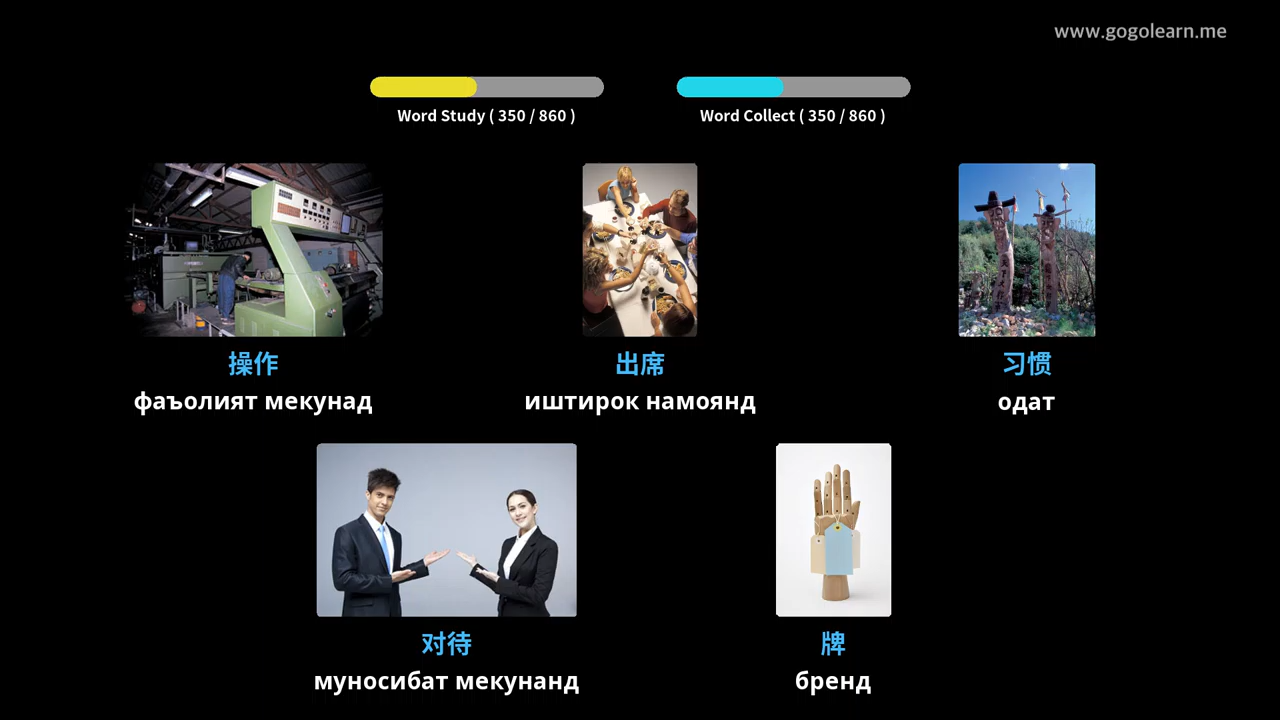 www.gogolearn.me
Word Study ( 350 / 860 )
Word Collect ( 350 / 860 )
操作
фаъолият мекунад
出席
иштирок намоянд
习惯
одат
对待
муносибат мекунанд
牌
бренд